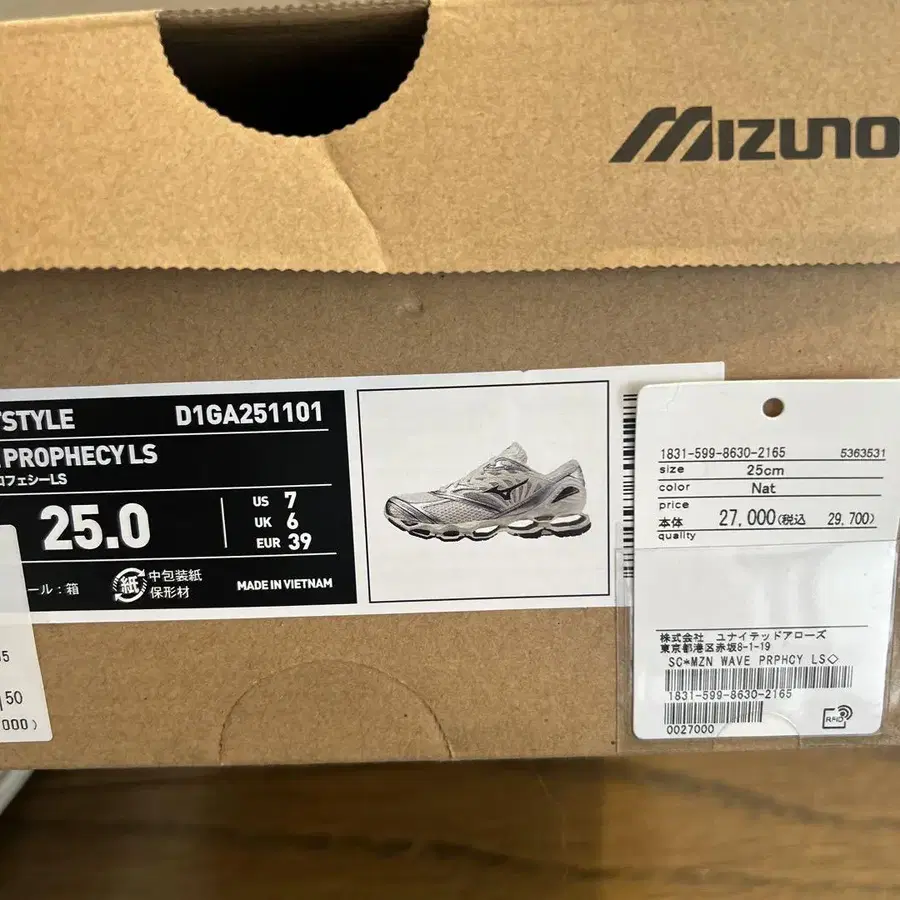 MIZUNO
TSTYLE D1GA251101
PROPHECY LS
ロフェシーLS
25.0
US 7
UK 6
EUR 39
ール：箱
紙 中包装紙
保形材
MADE IN VIETNAM
50
000)
1831-599-8630-2165 5363531
size 25cm
color Nat
price
本体 27,000(税込 29,700)
quality
株式会社 ユナイテッドアローズ
東京都港区赤坂8-1-19
SC*MZN WAVE PRPHCY LS◇
1831-599-8630-2165
0027000
RFID